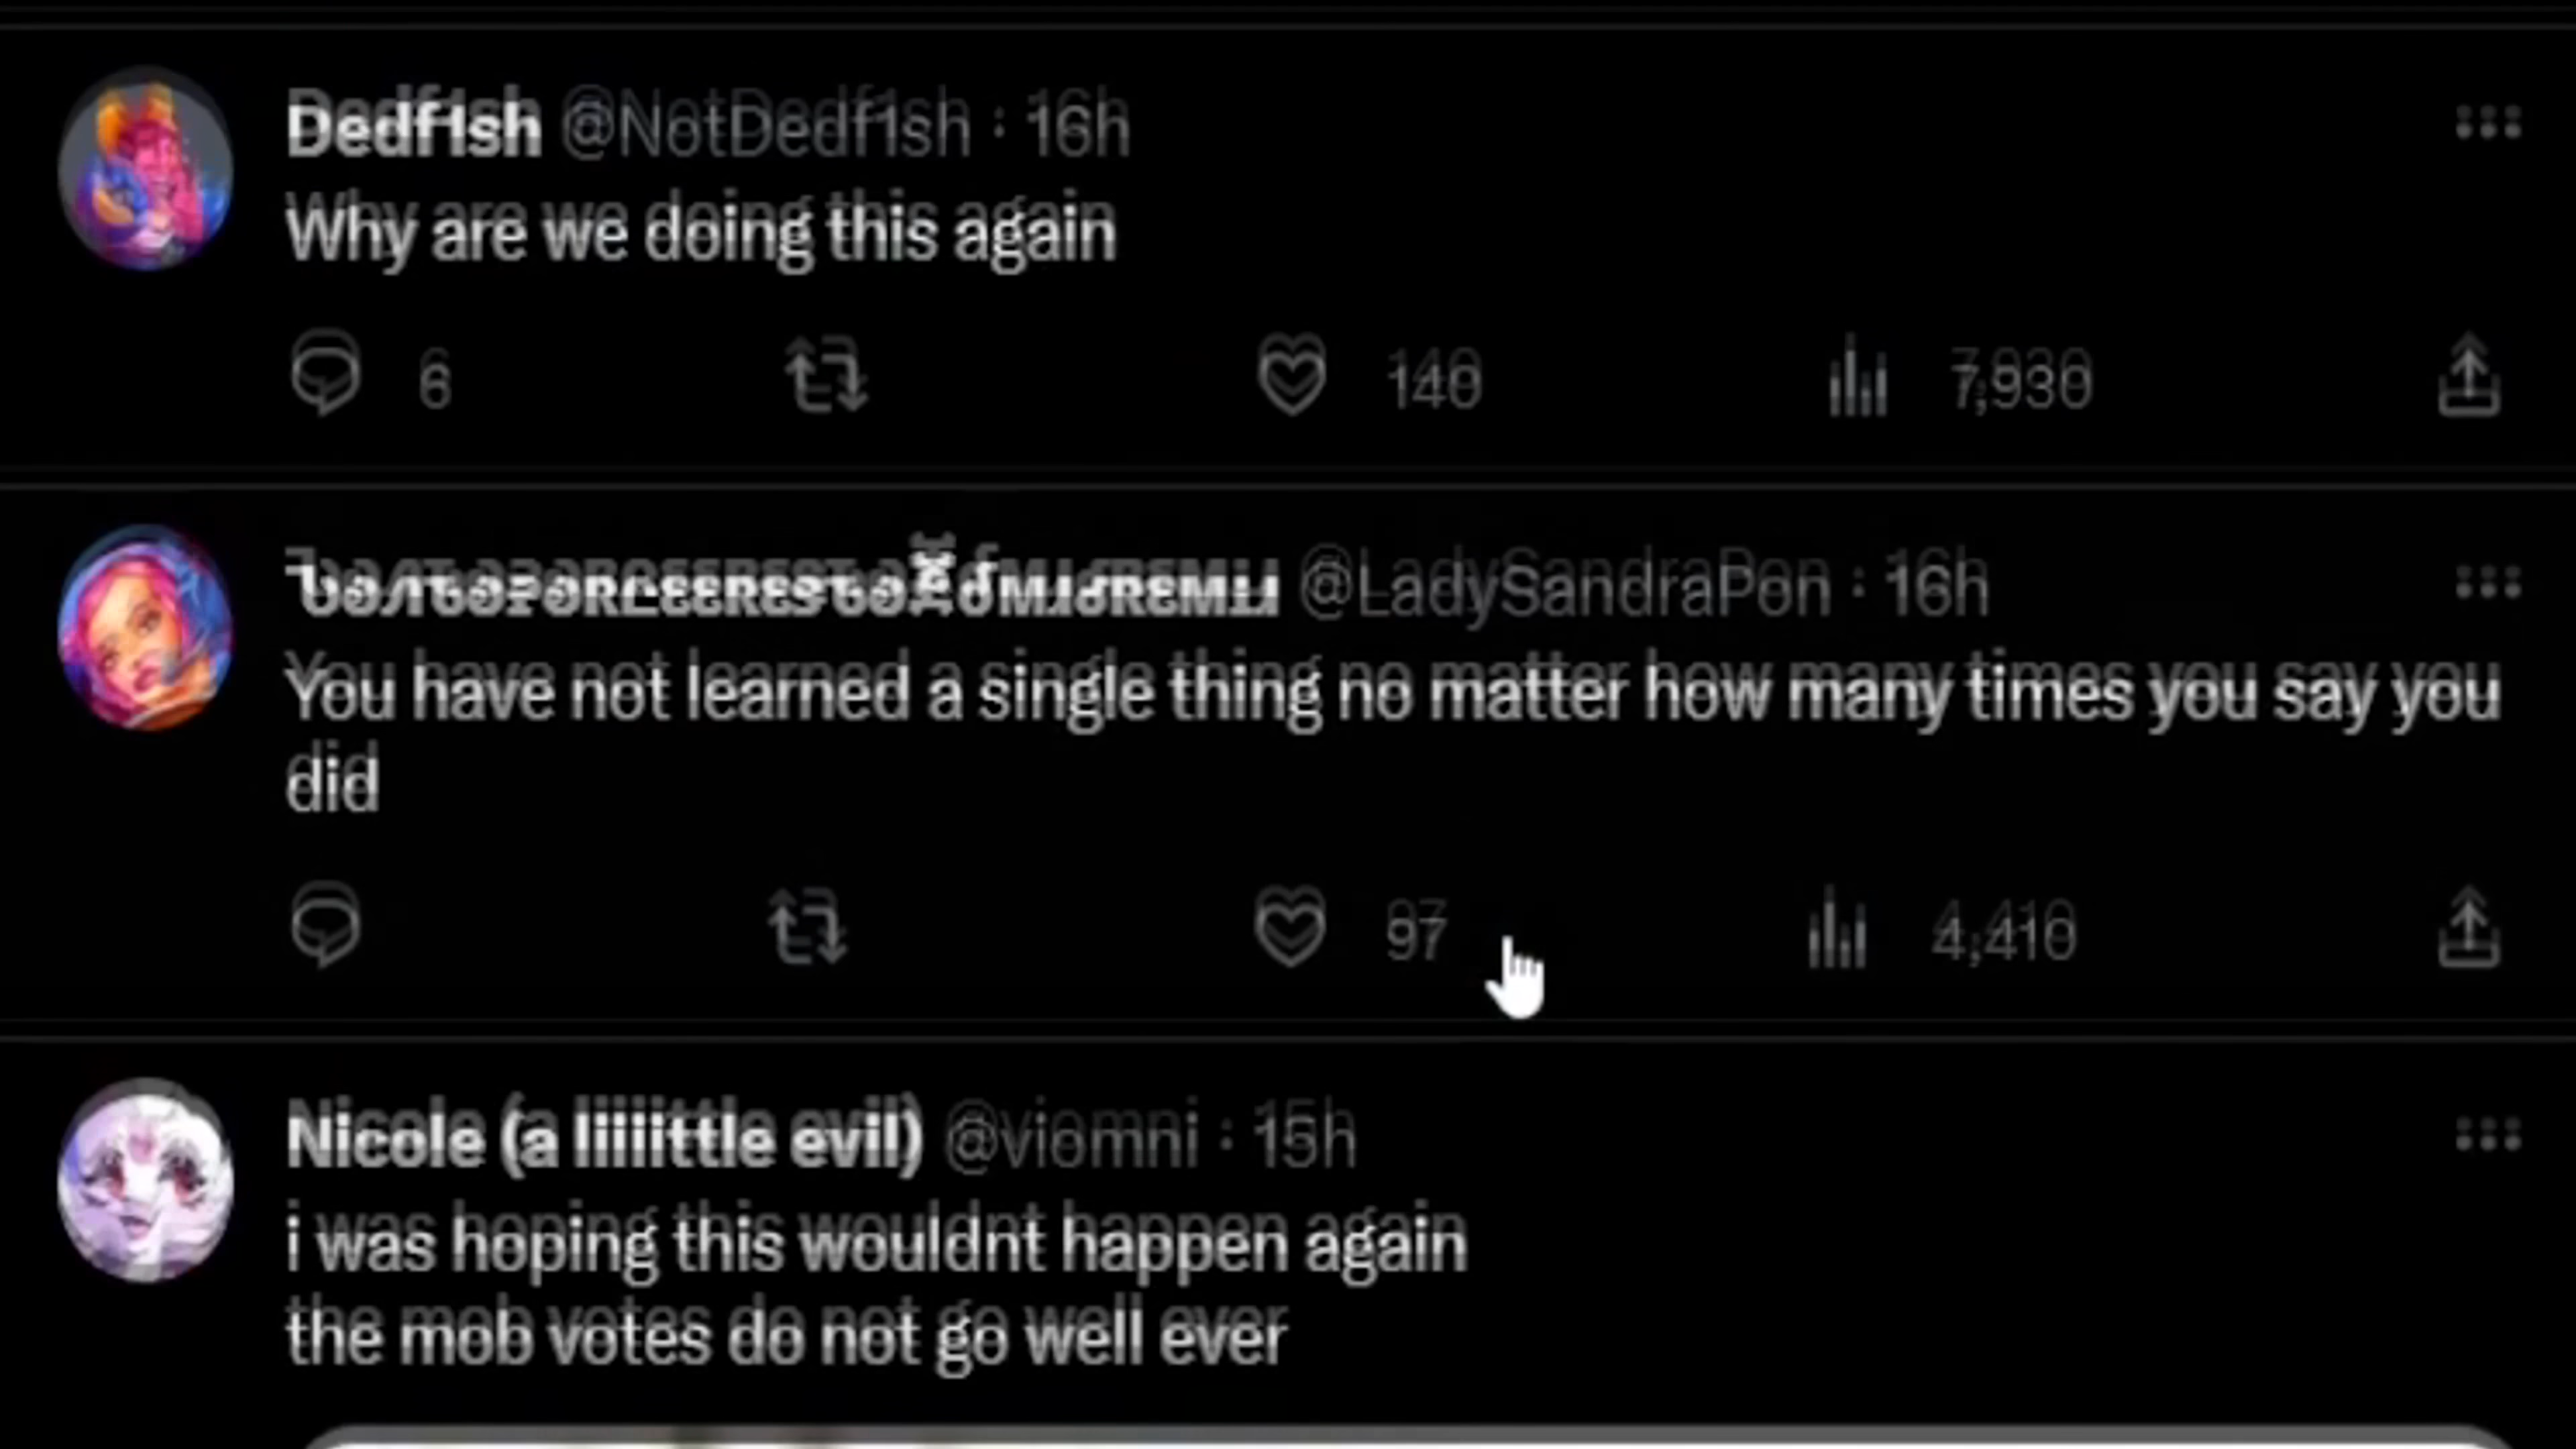 Dedf1sh @NotDedf1sh · 16h
Why are we doing this again
6 140 7,930
@LadySandraPon · 16h
You have not learned a single thing no matter how many times you say you
did
97 4,410
Nicole (a liiiittle evil) @viomni · 15h
i was hoping this wouldnt happen again
the mob votes do not go well ever